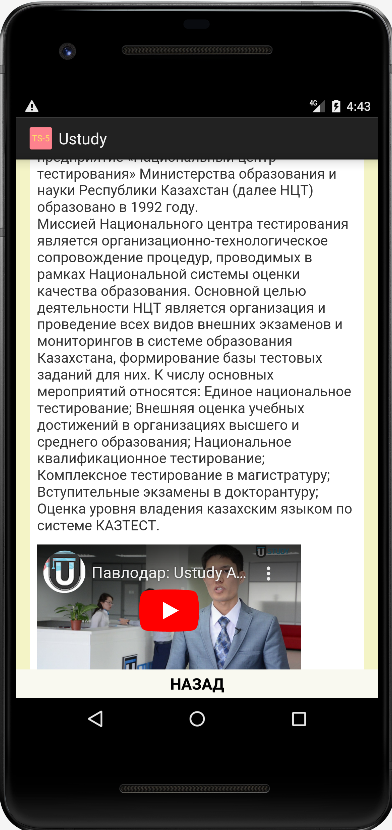 4G 4:43
TS-5 Ustudy
предприятие «Национальный центр
тестирования» Министерства образования и
науки Республики Казахстан (далее НЦТ)
образовано в 1992 году.
Миссией Национального центра тестирования
является организационно-технологическое
сопровождение процедур, проводимых в
рамках Национальной системы оценки
качества образования. Основной целью
деятельности НЦТ является организация и
проведение всех видов внешних экзаменов и
мониторингов в системе образования
Казахстана, формирование базы тестовых
заданий для них. К числу основных
мероприятий относятся: Единое национальное
тестирование; Внешняя оценка учебных
достижений в организациях высшего и
среднего образования; Национальное
квалификационное тестирование;
Комплексное тестирование в магистратуру;
Вступительные экзамены в докторантуру;
Оценка уровня владения казахским языком по
системе КАЗТЕСТ.
Павлодар: Ustudy A...
НАЗАД